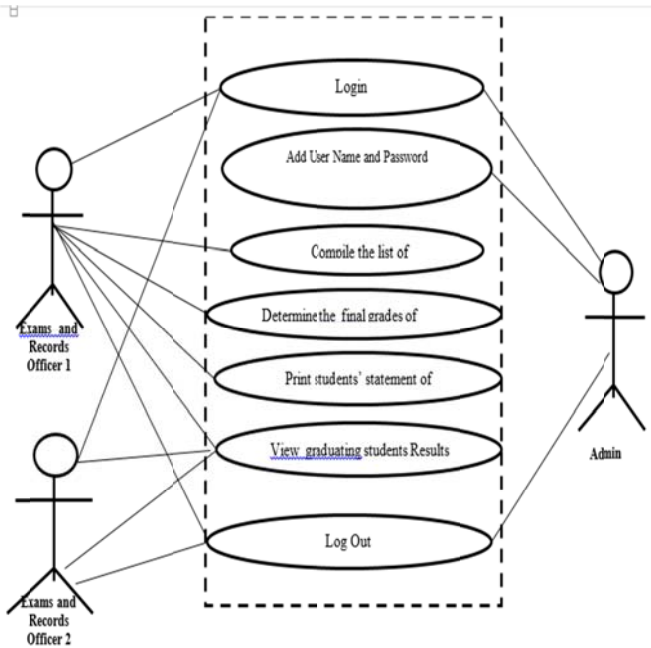 Login
Add User Name and Password
Compile the list of
Determine the final grades of
Print students' statement of
View graduating students Results
Log Out
Exams and
Records
Officer 1
Exams and
Records
Officer 2
Admin